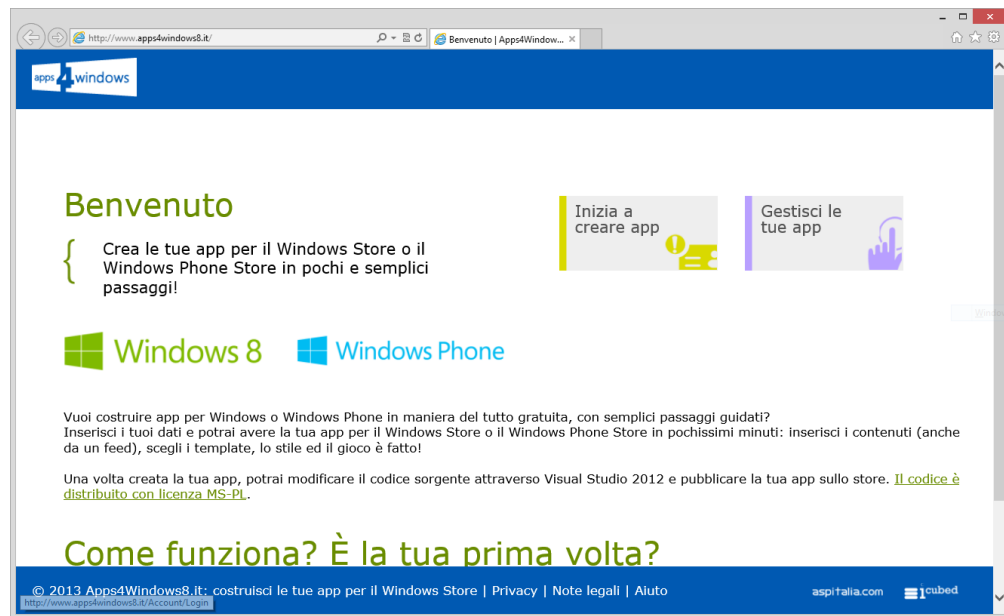 http://www.apps4windows8.it/
Benvenuto | Apps4Window...
apps4windows
Benvenuto
Inizia a
creare app
Gestisci le
tue app
{ Crea le tue app per il Windows Store o il
Windows Phone Store in pochi e semplici
passaggi!
Windows 8
Windows Phone
Vuoi costruire app per Windows o Windows Phone in maniera del tutto gratuita, con semplici passaggi guidati?
Inserisci i tuoi dati e potrai avere la tua app per il Windows Store o il Windows Phone Store in pochissimi minuti: inserisci i contenuti (anche
da un feed), scegli i template, lo stile ed il gioco è fatto!
Una volta creata la tua app, potrai modificare il codice sorgente attraverso Visual Studio 2012 e pubblicare la tua app sullo store. Il codice è
distribuito con licenza MS-PL.
Come funziona? È la tua prima volta?
© 2013 Apps4Windows8.it: costruisci le tue app per il Windows Store | Privacy | Note legali | Aiuto
aspitalia.com
icubed
http://www.apps4windows8.it/Account/Login